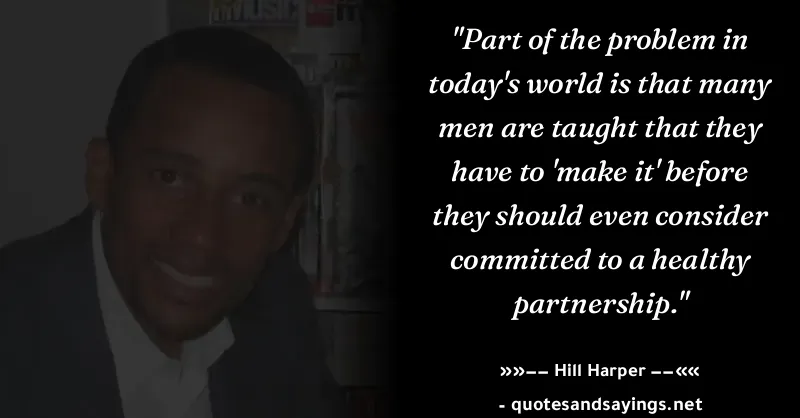 MUSIC
"Part of the problem in
today's world is that many
men are taught that they
have to 'make it' before
they should even consider
committed to a healthy
partnership."
»»−− Hill Harper −−««
- quotesandsayings.net